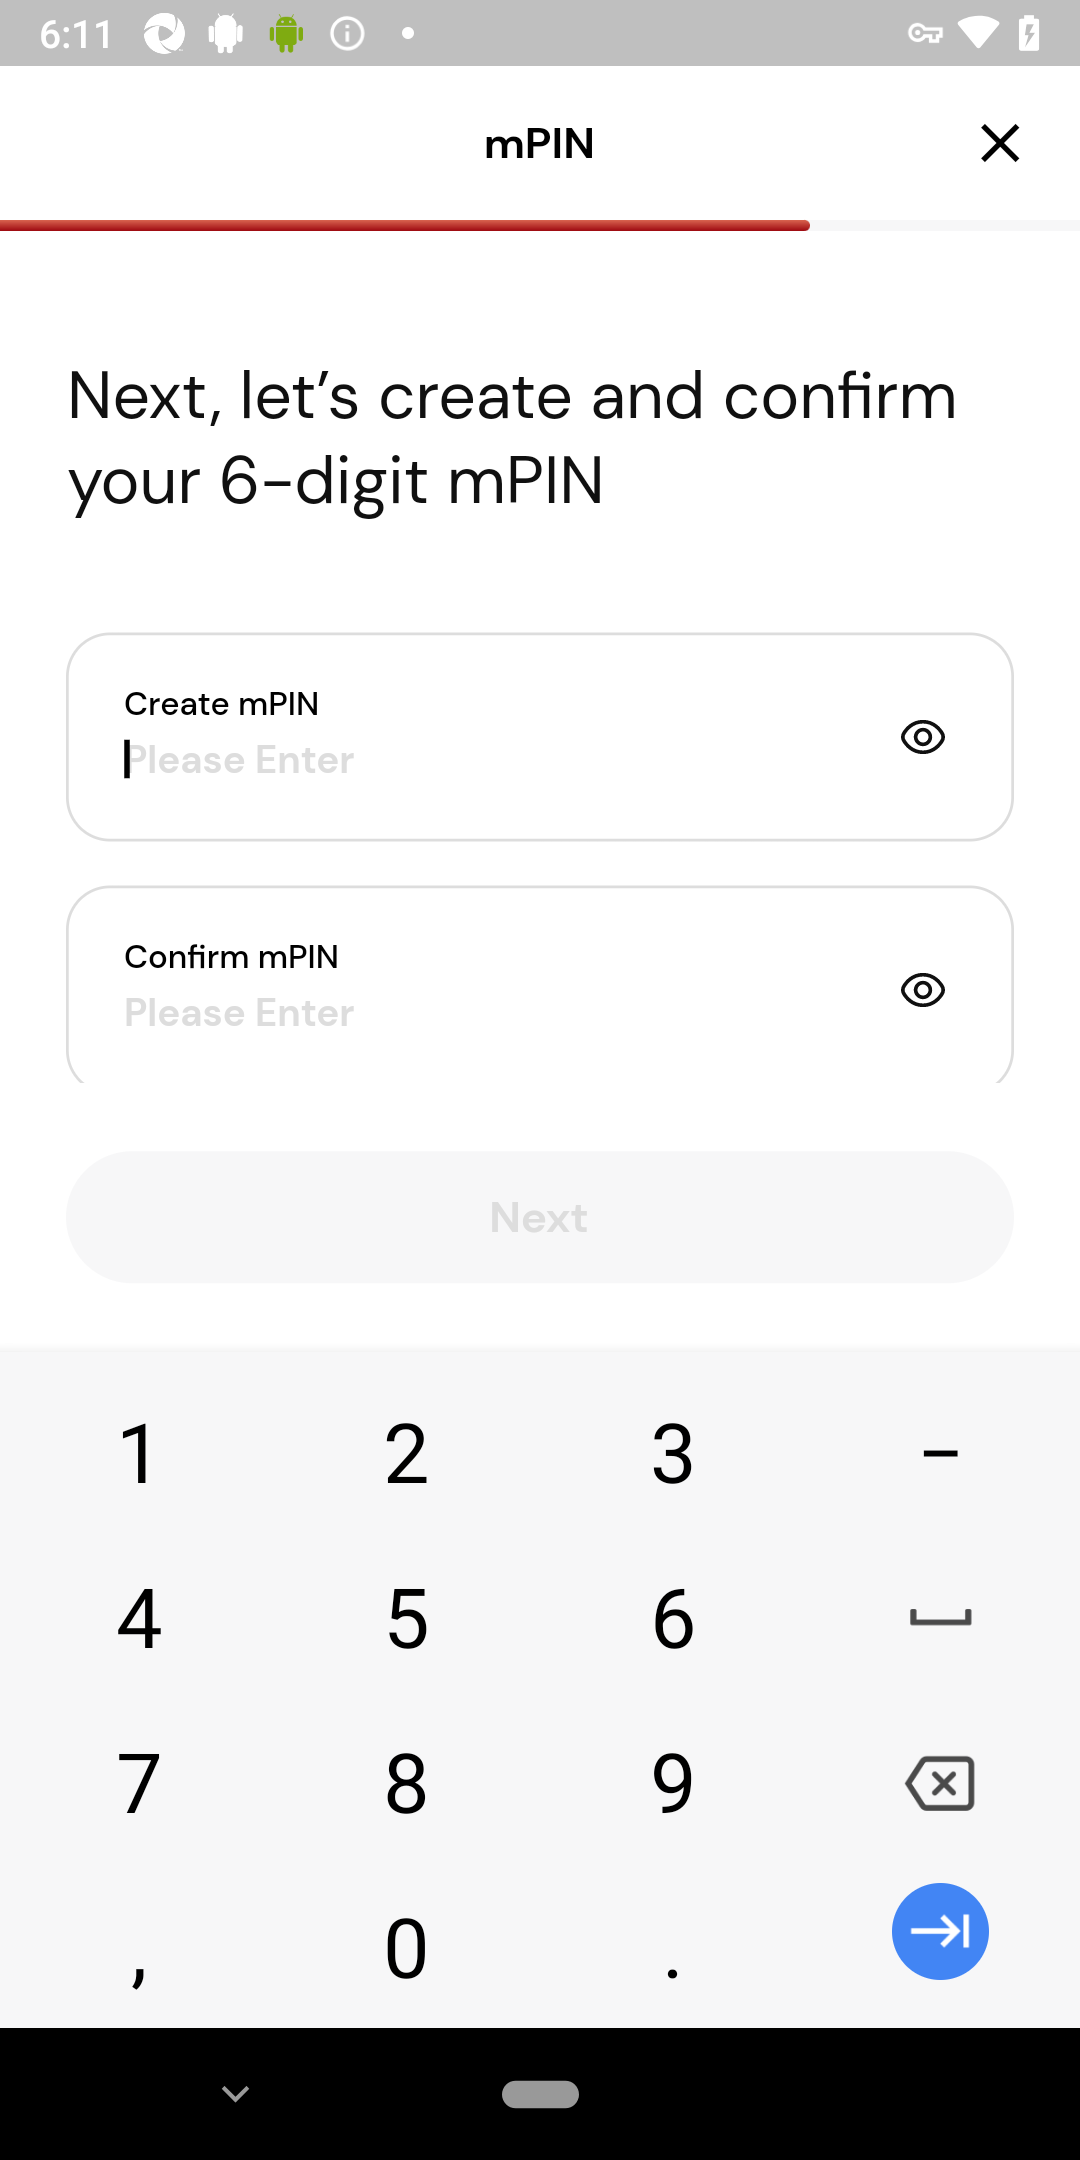 6:11
mPIN
Next, let’s create and confirm
your 6-digit mPIN
Create mPIN
Please Enter
Confirm mPIN
Please Enter
Next
1 2 3 –
4 5 6
7 8 9
, 0 .